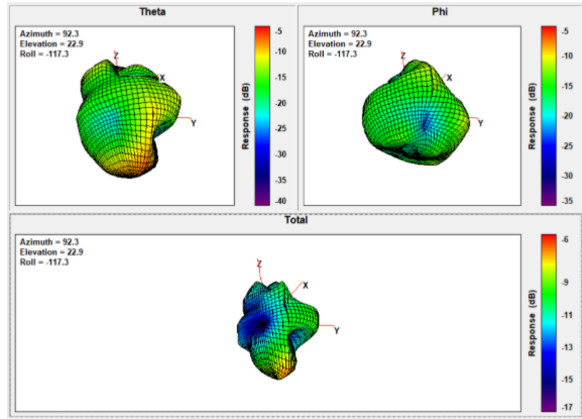 Theta
Azimuth = 92.3
Elevation = 22.9
Roll = -117.3
Z
X
Y
-5
-10
-15
-20
-25
-30
-35
-40
Response (dB)
Phi
Azimuth = 92.3
Elevation = 22.9
Roll = -117.3
Z
X
Y
-5
-10
-15
-20
-25
-30
-35
Response (dB)
Total
Azimuth = 92.3
Elevation = 22.9
Roll = -117.3
Z
X
Y
-6
-9
-11
-13
-15
-17
Response (dB)